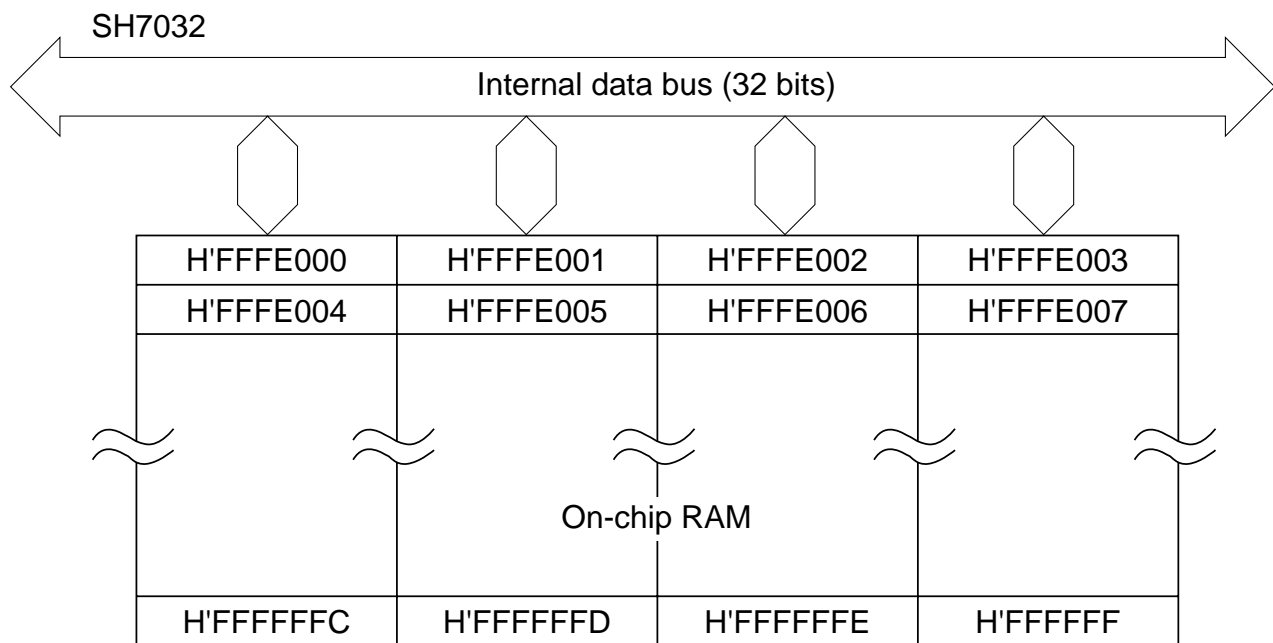 SH7032
Internal data bus (32 bits)
H'FFFE000 H'FFFE001 H'FFFE002 H'FFFE003
H'FFFE004 H'FFFE005 H'FFFE006 H'FFFE007
On-chip RAM
H'FFFFFFC H'FFFFFFD H'FFFFFFE H'FFFFFFF